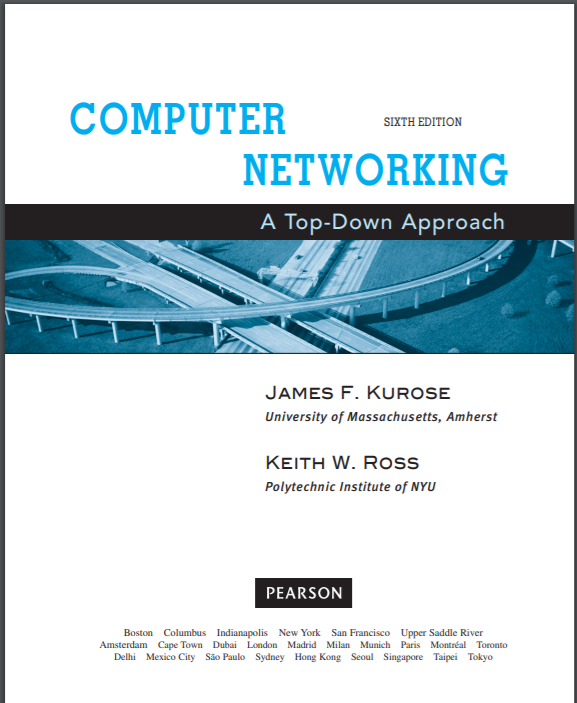 COMPUTER
SIXTH EDITION
NETWORKING
A Top-Down Approach
JAMES F. KUROSE
University of Massachusetts, Amherst
KEITH W. ROSS
Polytechnic Institute of NYU
PEARSON
Boston Columbus Indianapolis New York San Francisco Upper Saddle River
Amsterdam Cape Town Dubai London Madrid Milan Munich Paris Montréal Toronto
Delhi Mexico City São Paulo Sydney Hong Kong Seoul Singapore Taipei Tokyo